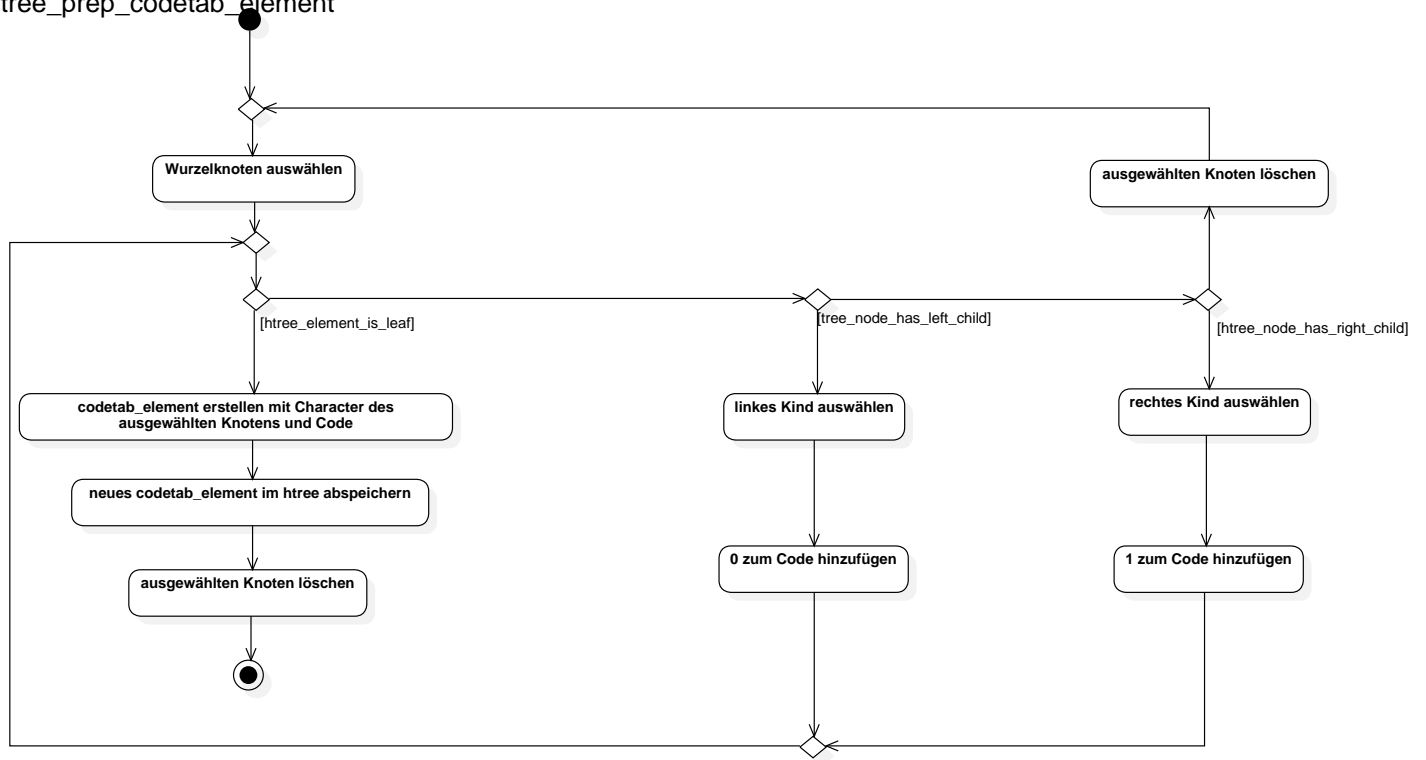 tree_prep_codetab_element
Wurzelknoten auswählen
ausgewählten Knoten löschen
[htree_element_is_leaf]
[tree_node_has_left_child]
[htree_node_has_right_child]
codetab_element erstellen mit Character des
ausgewählten Knotens und Code
linkes Kind auswählen
rechtes Kind auswählen
neues codetab_element im htree abspeichern
0 zum Code hinzufügen
1 zum Code hinzufügen
ausgewählten Knoten löschen